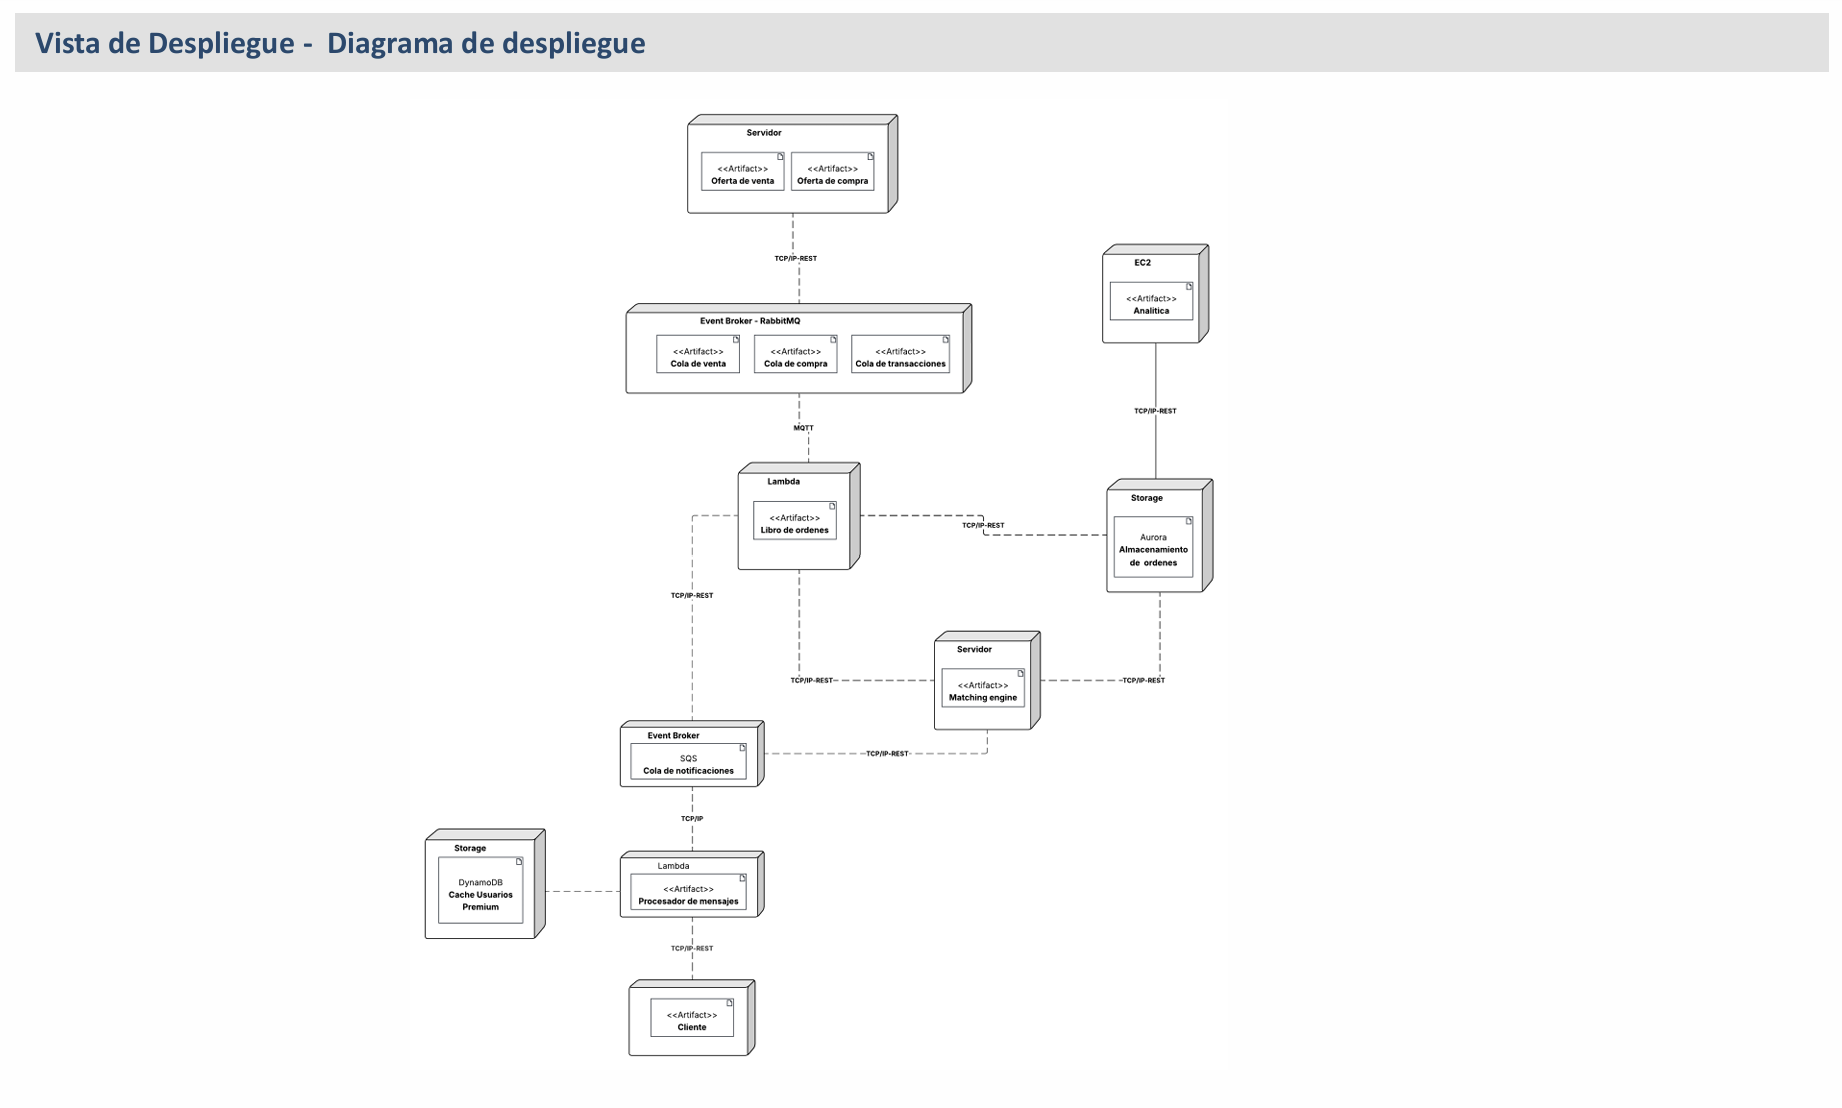 Vista de Despliegue - Diagrama de despliegue
Servidor
<<Artifact>>
Oferta de venta
<<Artifact>>
Oferta de compra
TCP/IP-REST
EC2
<<Artifact>>
Analitica
Event Broker - RabbitMQ
<<Artifact>>
Cola de venta
<<Artifact>>
Cola de compra
<<Artifact>>
Cola de transacciones
TCP/IP-REST
MQTT
Lambda
<<Artifact>>
Libro de ordenes
TCP/IP-REST
Storage
Aurora
Almacenamiento
de ordenes
TCP/IP-REST
Servidor
<<Artifact>>
Matching engine
TCP/IP-REST
TCP/IP-REST
Event Broker
SQS
Cola de notificaciones
TCP/IP-REST
TCP/IP
Storage
DynamoDB
Cache Usuarios
Premium
Lambda
<<Artifact>>
Procesador de mensajes
TCP/IP-REST
<<Artifact>>
Cliente